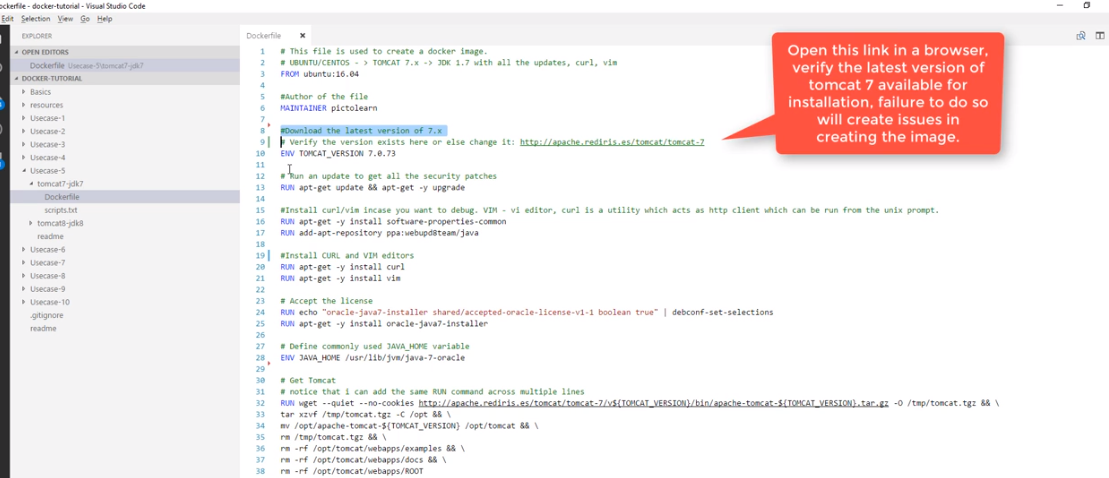 ockerfile - docker-tutorial - Visual Studio Code
Edit Selection View Go Help
EXPLORER
OPEN EDITORS
Dockerfile Usecase-5\tomcat7-jdk7
DOCKER-TUTORIAL
Basics
resources
Usecase-1
Usecase-2
Usecase-3
Usecase-4
Usecase-5
tomcat7-jdk7
Dockerfile
scripts.txt
tomcat8-jdk8
readme
Usecase-6
Usecase-7
Usecase-8
Usecase-9
Usecase-10
.gitignore
readme
Dockerfile
1 # This file is used to create a docker image.
2 # UBUNTU/CENTOS - > TOMCAT 7.x -> JDK 1.7 with all the updates, curl, vim
3 FROM ubuntu:16.04
4
5 #Author of the file
6 MAINTAINER pictolearn
7
8 #Download the latest version of 7.x
9 # Verify the version exists here or else change it: http://apache.rediris.es/tomcat/tomcat-7
10 ENV TOMCAT_VERSION 7.0.73
11
12 # Run an update to get all the security patches
13 RUN apt-get update && apt-get -y upgrade
14
15 #Install curl/vim incase you want to debug. VIM - vi editor, curl is a utility which acts as http client which can be run from the unix prompt.
16 RUN apt-get -y install software-properties-common
17 RUN add-apt-repository ppa:webupd8team/java
18
19 #Install CURL and VIM editors
20 RUN apt-get -y install curl
21 RUN apt-get -y install vim
22
23 # Accept the license
24 RUN echo "oracle-java7-installer shared/accepted-oracle-license-v1-1 boolean true" | debconf-set-selections
25 RUN apt-get -y install oracle-java7-installer
26
27 # Define commonly used JAVA_HOME variable
28 ENV JAVA_HOME /usr/lib/jvm/java-7-oracle
29
30 # Get Tomcat
31 # notice that i can add the same RUN command across multiple lines
32 RUN wget --quiet --no-cookies http://apache.rediris.es/tomcat/tomcat-7/v${TOMCAT_VERSION}/bin/apache-tomcat-${TOMCAT_VERSION}.tar.gz -O /tmp/tomcat.tgz && \
33 tar xzvf /tmp/tomcat.tgz -C /opt && \
34 mv /opt/apache-tomcat-${TOMCAT_VERSION} /opt/tomcat && \
35 rm /tmp/tomcat.tgz && \
36 rm -rf /opt/tomcat/webapps/examples && \
37 rm -rf /opt/tomcat/webapps/docs && \
38 rm -rf /opt/tomcat/webapps/ROOT
Open this link in a browser,
verify the latest version of
tomcat 7 available for
installation, failure to do so
will create issues in
creating the image.